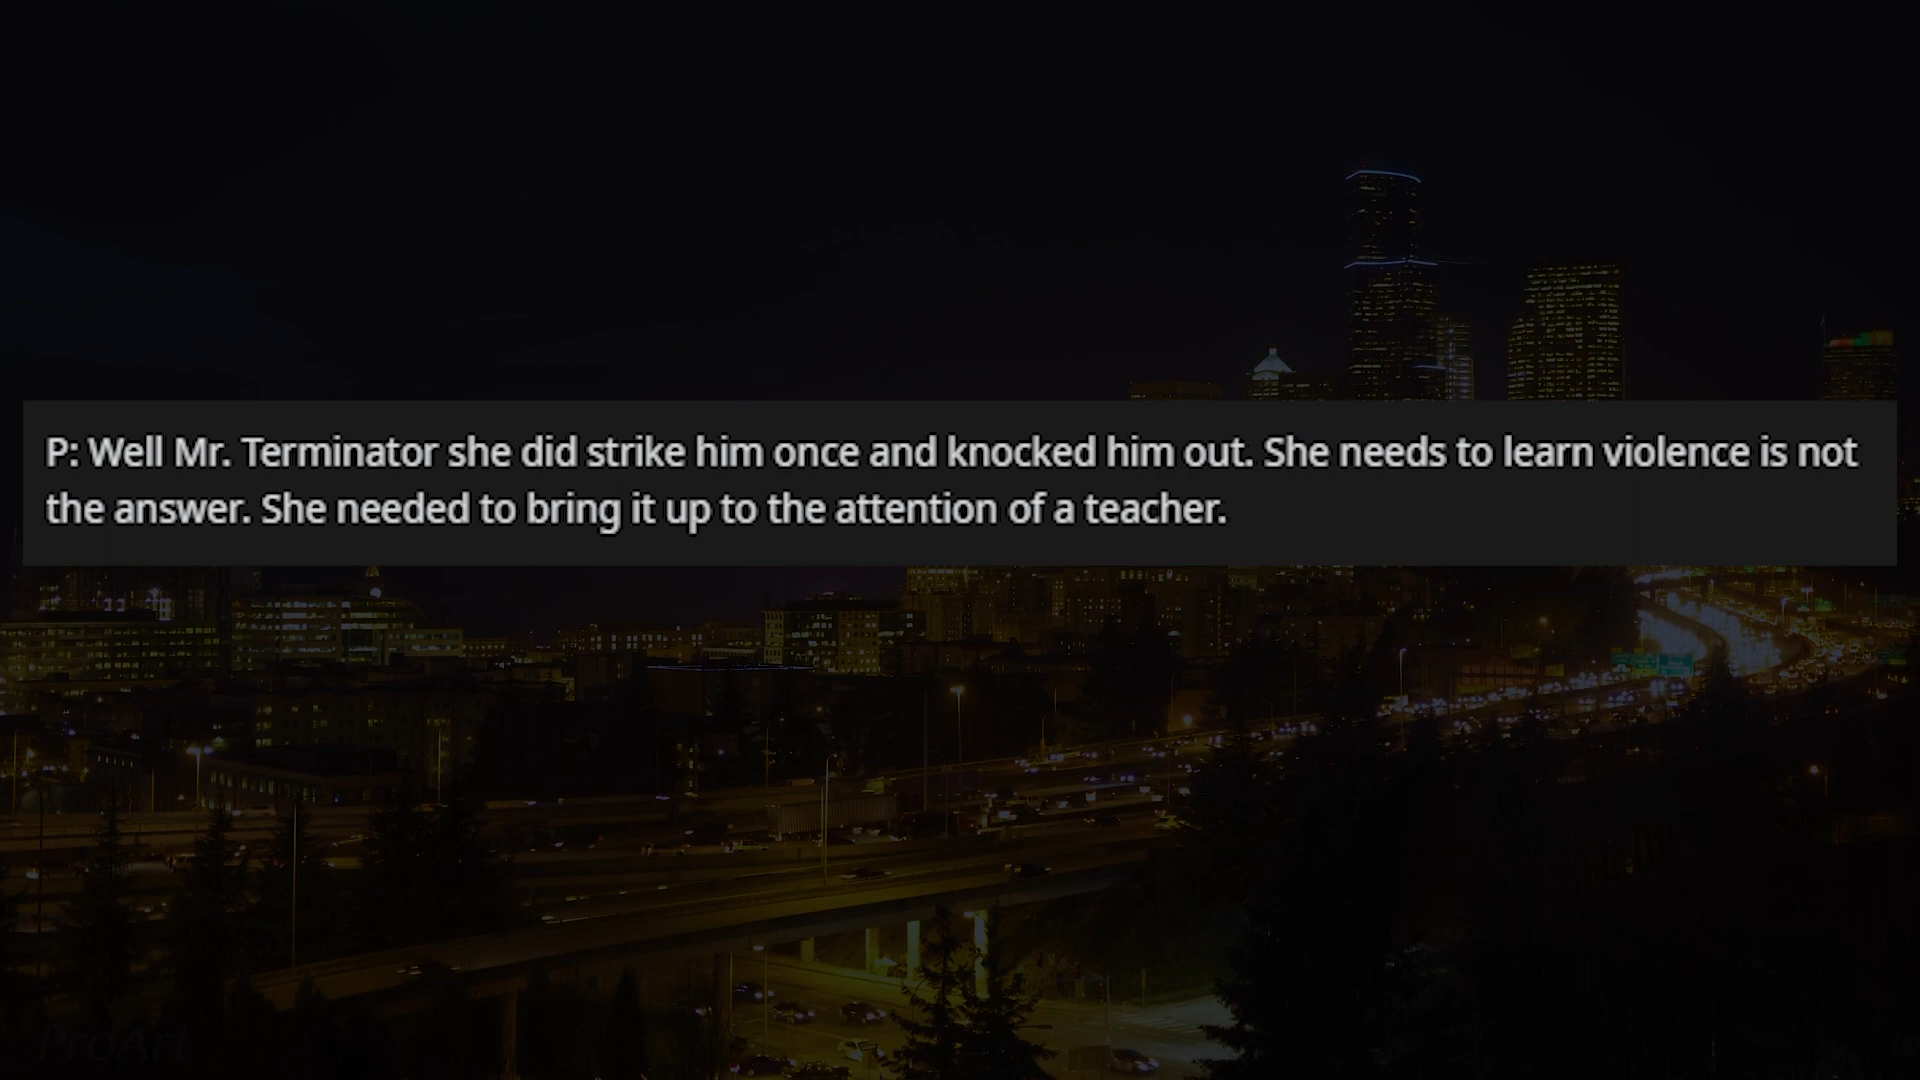 P: Well Mr. Terminator she did strike him once and knocked him out. She needs to learn violence is not
the answer. She needed to bring it up to the attention of a teacher.
ProArt